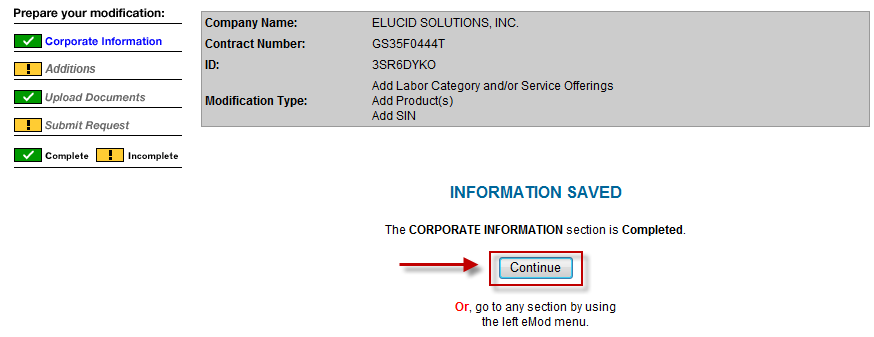 Prepare your modification:
Corporate Information
Additions
Upload Documents
Submit Request
Complete ! Incomplete
Company Name: ELUCID SOLUTIONS, INC.
Contract Number: GS35F0444T
ID: 3SR6DYKO
Modification Type: Add Labor Category and/or Service Offerings
Add Product(s)
Add SIN
INFORMATION SAVED
The CORPORATE INFORMATION section is Completed.
Continue
Or, go to any section by using
the left eMod menu.